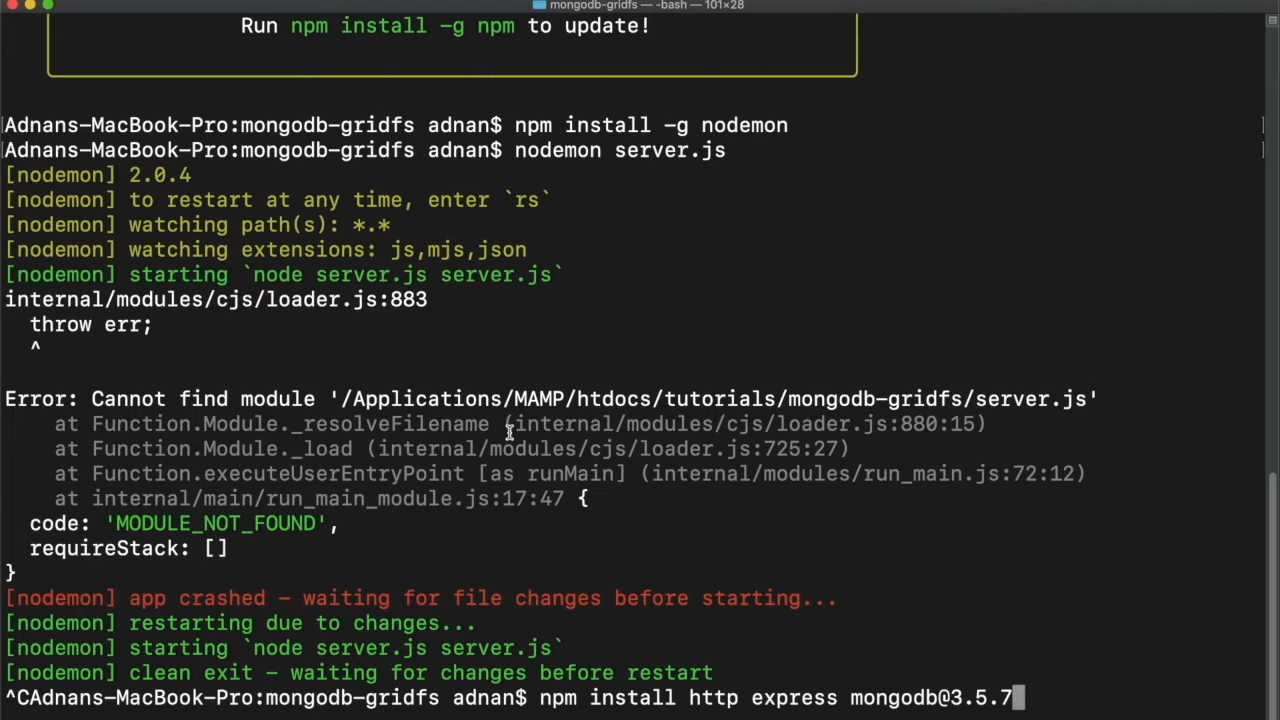 mongodb-gridfs — -bash — 101×28
Run npm install -g npm to update!
Adnans-MacBook-Pro:mongodb-gridfs adnan$ npm install -g nodemon
Adnans-MacBook-Pro:mongodb-gridfs adnan$ nodemon server.js
[nodemon] 2.0.4
[nodemon] to restart at any time, enter `rs`
[nodemon] watching path(s): *.*
[nodemon] watching extensions: js,mjs,json
[nodemon] starting `node server.js server.js`
internal/modules/cjs/loader.js:883
throw err;
^
Error: Cannot find module '/Applications/MAMP/htdocs/tutorials/mongodb-gridfs/server.js'
at Function.Module._resolveFilename (internal/modules/cjs/loader.js:880:15)
at Function.Module._load (internal/modules/cjs/loader.js:725:27)
at Function.executeUserEntryPoint [as runMain] (internal/modules/run_main.js:72:12)
at internal/main/run_main_module.js:17:47 {
code: 'MODULE_NOT_FOUND',
requireStack: []
}
[nodemon] app crashed - waiting for file changes before starting...
[nodemon] restarting due to changes...
[nodemon] starting `node server.js server.js`
[nodemon] clean exit - waiting for changes before restart
^CAdnans-MacBook-Pro:mongodb-gridfs adnan$ npm install http express mongodb@3.5.7